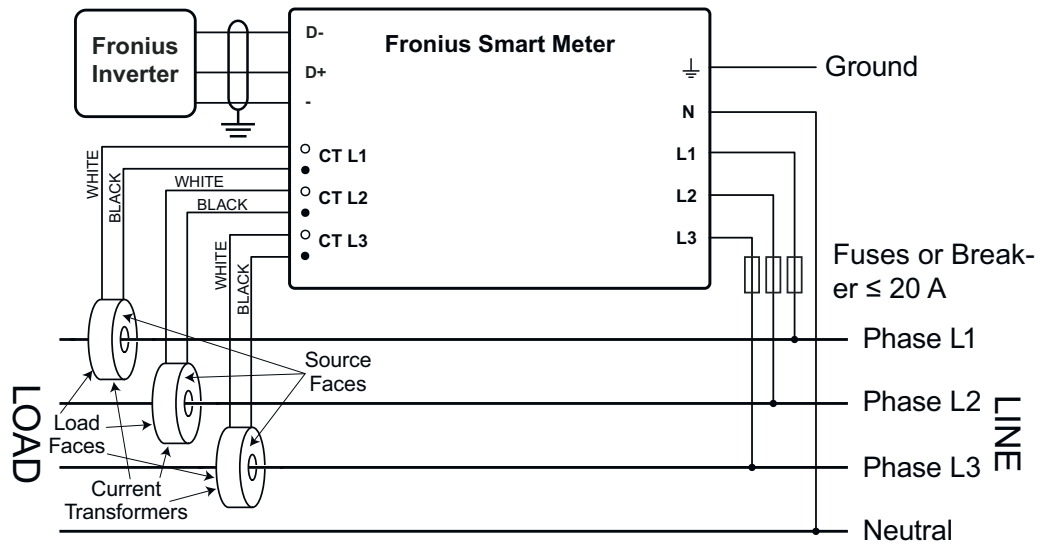 Fronius
Inverter
D-
D+
-
Fronius Smart Meter
Ground
N
CT L1
CT L2
CT L3
L1
L2
L3
WHITE
BLACK
WHITE
BLACK
WHITE
BLACK
Fuses or Break-
er ≤ 20 A
Phase L1
Source
Faces
Phase L2
LOAD
LINE
Load
Faces
Phase L3
Current
Transformers
Neutral